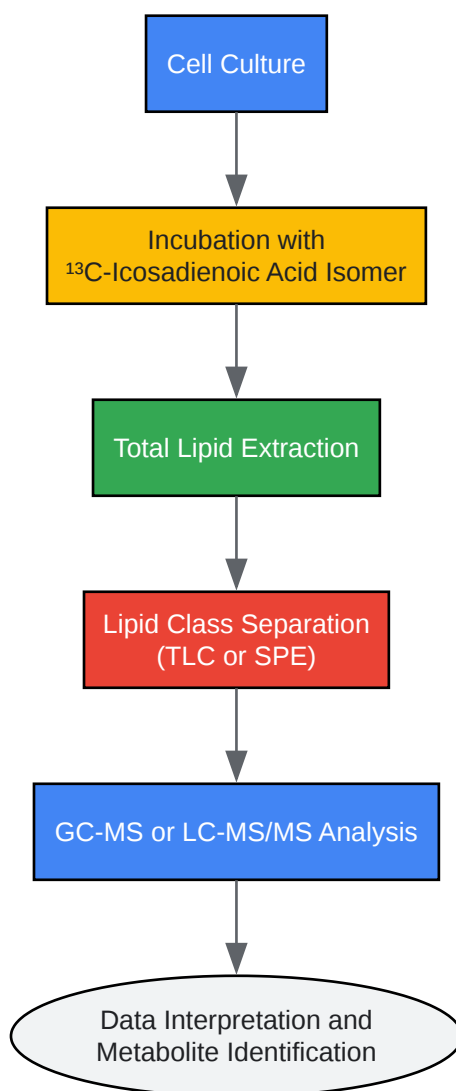 Cell Culture
Incubation with
¹³C-Icosadienoic Acid Isomer
Total Lipid Extraction
Lipid Class Separation
(TLC or SPE)
GC-MS or LC-MS/MS Analysis
Data Interpretation and
Metabolite Identification